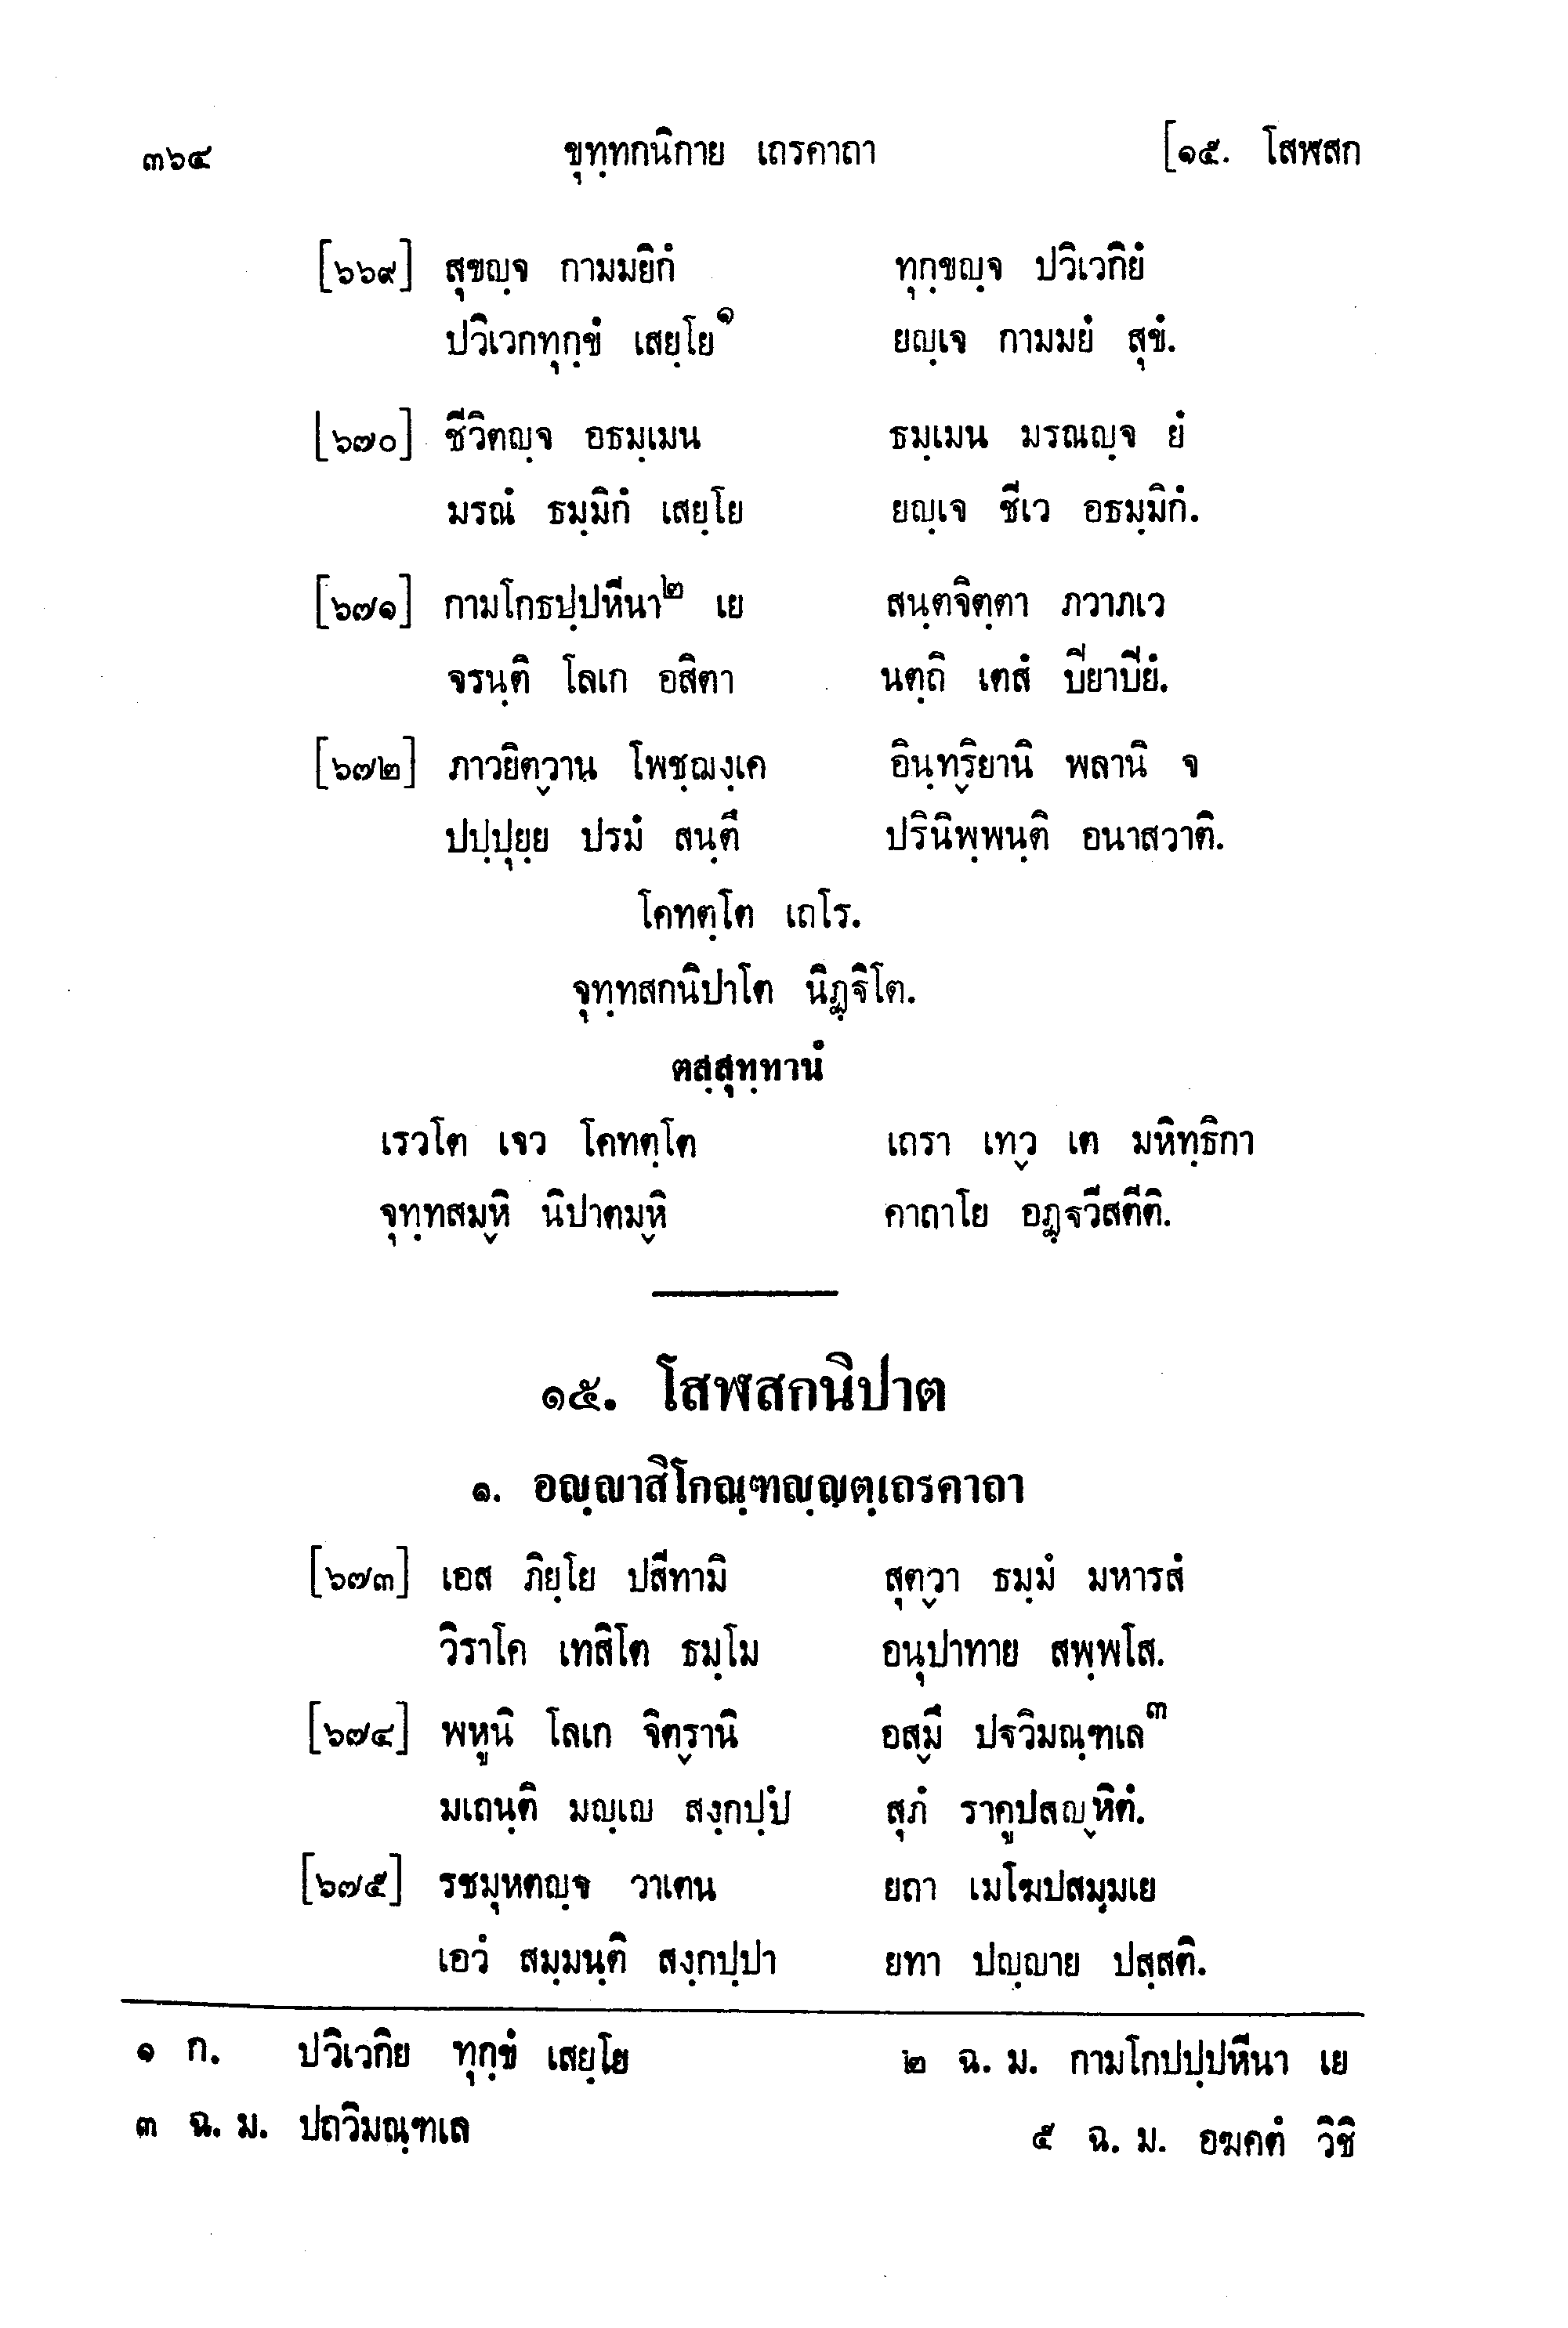 ๓๖๔ ขุทฺทกนิกาย เถรคาถา [๑๕. โสฬสก
[๖๖๙] สุขญฺจ กามมยิกํ ทุกฺขญฺจ ปวิเวกิยํ
ปวิเวกทุกฺขํ เสยฺโย๑ ยญฺเจ กามมยํ สุขํ.
[๖๗๐] ชีวิตญฺจ อธมฺเมน ธมฺเมน มรณญฺจ ยํ
มรณํ ธมฺมิกํ เสยฺโย ยญฺเจ ชีเว อธมฺมิกํ.
[๖๗๑] กามโกธปฺปหีนา๒ เย สนฺตจิตฺตา ภวาภเว
จรนฺติ โลเก อสิตา นตฺถิ เตสํ ปิยาปิยํ.
[๖๗๒] ภาวยิตฺวาน โพชฺฌงฺเค อินฺทฺริยานิ พลานิ จ
ปปฺปุยฺย ปรมํ สนฺตึ ปรินิพฺพนฺติ อนาสวาติ.
โคทตฺโต เถโร.
จุทฺทสกนิปาโต นิฏฺฐิโต.
ตสฺสุทฺทานํ
เรวโต เจว โคทตฺโต เถรา เทฺว เต มหิทฺธิกา
จุทฺทสมฺหิ นิปาตมฺหิ คาถาโย อฏฺฐวีสตีติ.
๑๕. โสฬสกนิปาต
๑. อญฺญาสิโกณฺฑญฺญตฺเถรคาถา
[๖๗๓] เอส ภิยฺโย ปสีทามิ สุตฺวา ธมฺมํ มหารสํ
วิราโค เทสิโต ธมฺโม อนุปาทาย สพฺพโส.
[๖๗๔] พหูนิ โลเก จิตฺรานิ อสฺมึ ปฐวิมณฺฑเล๓
มเถนฺติ มญฺเญ สงฺกปฺปํ สุภํ ราคูปสญฺหิตํ.
[๖๗๕] รชมุหตญฺจ วาเตน ยถา เมโฆปสมฺมเย
เอวํ สมฺมนฺติ สงฺกปฺปา ยทา ปญฺญาย ปสฺสติ.
๑ ก. ปวิเวกิย ทุกฺขํ เสยฺโย ๒ ฉ. ม. กามโกปปฺปหีนา เย
๓ ฉ. ม. ปถวิมณฺฑเล ๕ ฉ. ม. อฆคตํ วิชิ